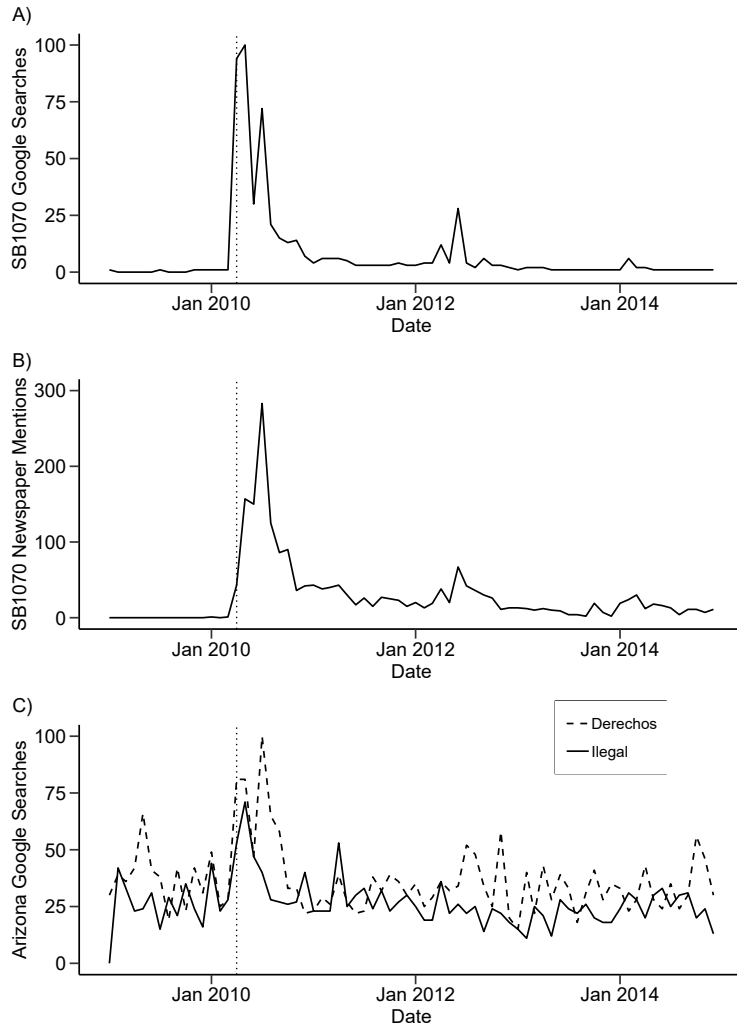 A)
SB1070 Google Searches
100
75
50
25
0
Jan 2010
Jan 2012
Jan 2014
Date
B)
SB1070 Newspaper Mentions
300
200
100
0
Jan 2010
Jan 2012
Jan 2014
Date
C)
Derechos
Ilegal
Arizona Google Searches
100
75
50
25
0
Jan 2010
Jan 2012
Jan 2014
Date